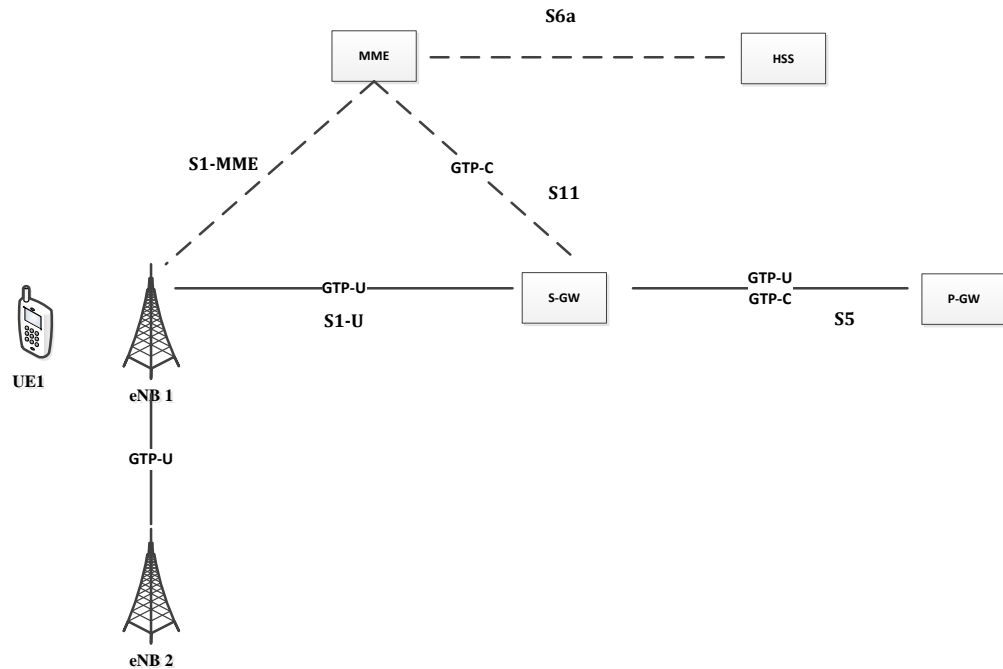 S6a
MME
HSS
S1-MME
GTP-C
S11
GTP-U
S1-U
S-GW
GTP-U
GTP-C
S5
P-GW
UE1
eNB 1
GTP-U
eNB 2